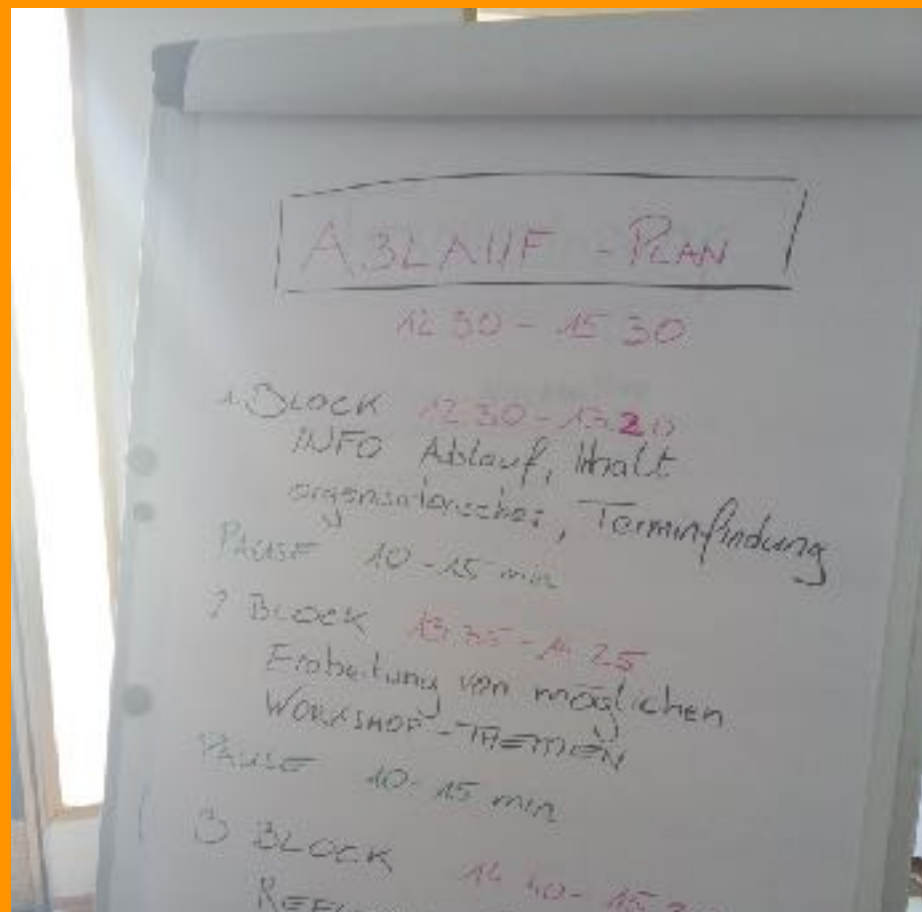 ABLAUF - PLAN
12 30 - 15 30
1. BLOCK 12 30 - 13 20
INFO Ablauf, Inhalt
organisatorisches, Terminfindung
PAUSE 10 - 15 min
2 BLOCK 13 35 - 14 25
Erarbeitung von möglichen
WORKSHOP - THEMEN
PAUSE 10 - 15 min
3 BLOCK 14 40 - 15